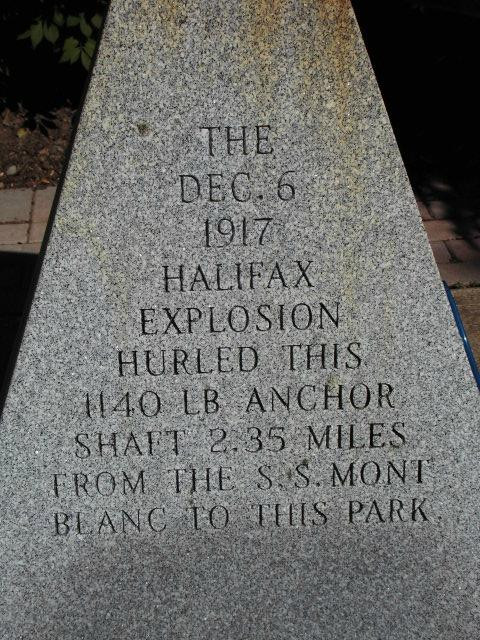 THE
DEC. 6
1917
HALIFAX
EXPLOSION
HURLED THIS
1140 LB ANCHOR
SHAFT 2.35 MILES
FROM THE S.S. MONT
BLANC TO THIS PARK.